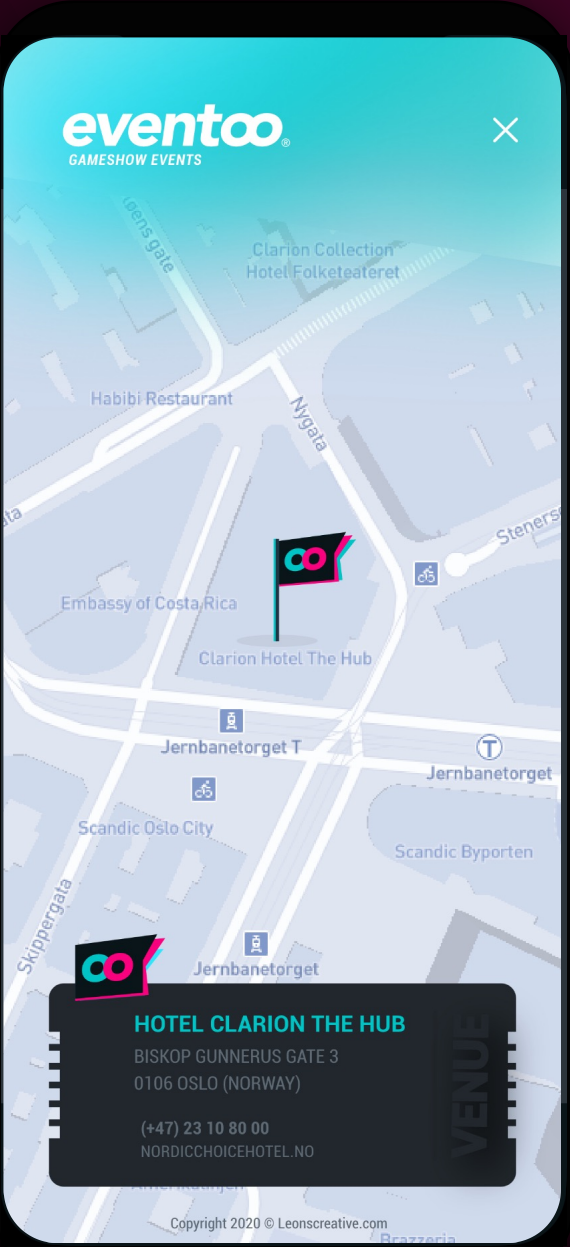 eventoo®
GAMESHOW EVENTS
gate
Clarion Collection
Hotel Folketeateret
Habibi Restaurant
Nygata
Embassy of Costa Rica
Clarion Hotel The Hub
Jernbanetorget T
T
Jernbanetorget
Scandic Oslo City
Scandic Byporten
Skippergata
Jernbanetorget
HOTEL CLARION THE HUB
BISKOP GUNNERUS GATE 3
0106 OSLO (NORWAY)
(+47) 23 10 80 00
NORDICCHOICEHOTEL.NO
VENUE
Copyright 2020 © Leonscreative.com